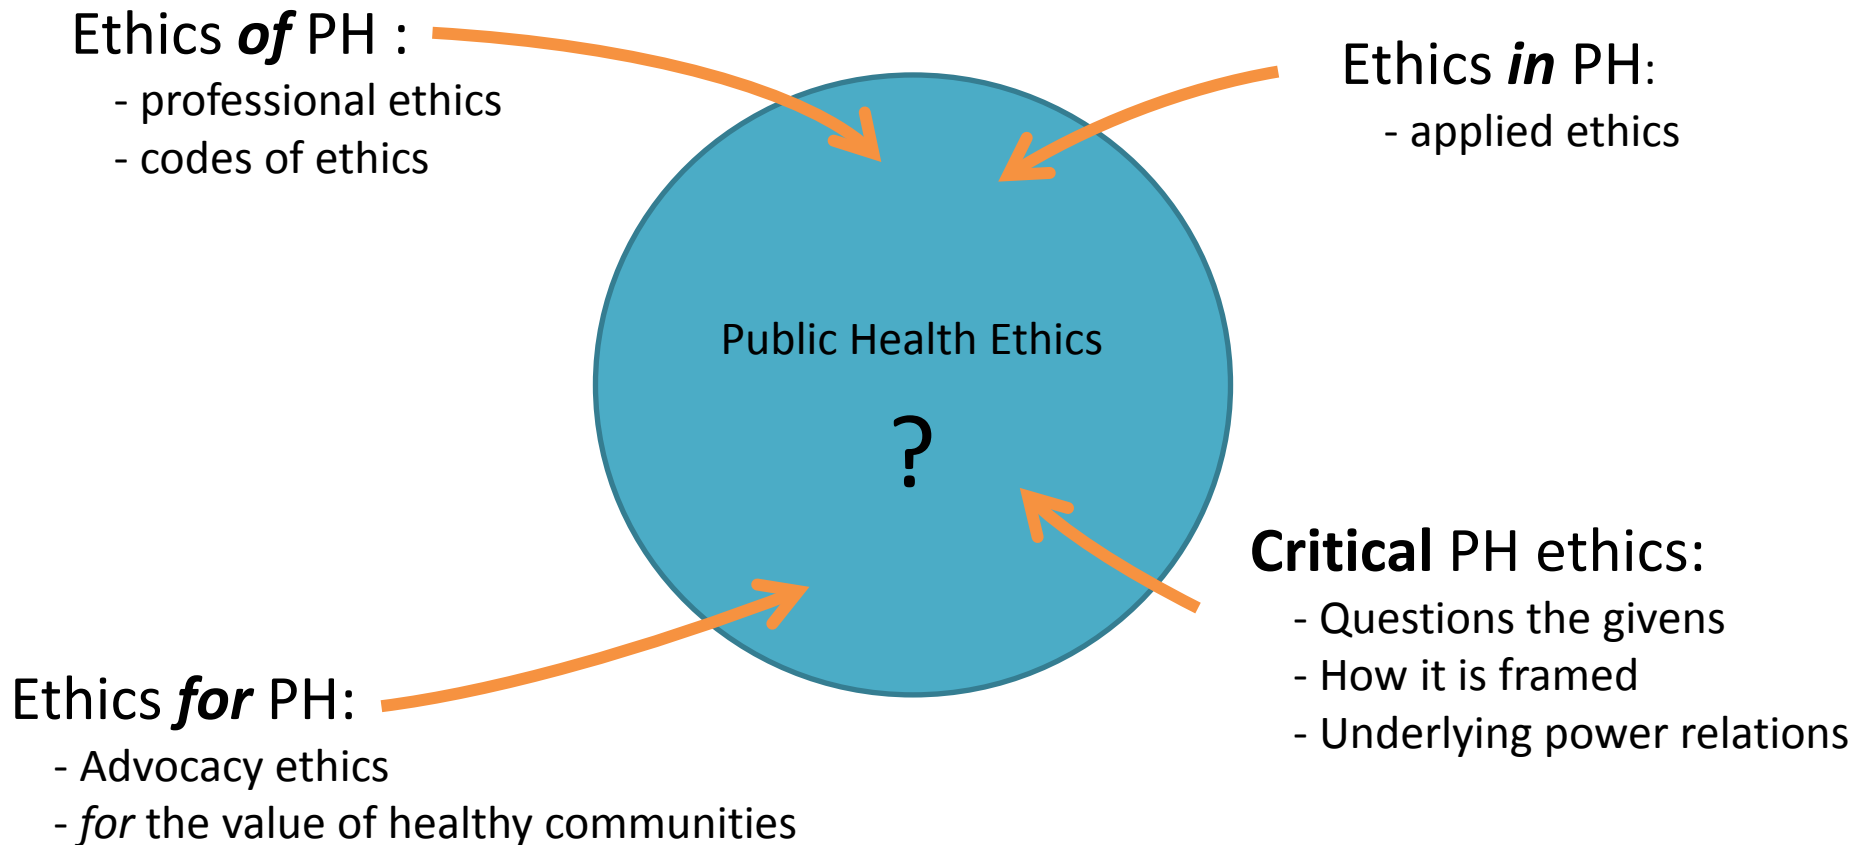 Ethics of PH :
- professional ethics
- codes of ethics
Ethics in PH:
- applied ethics
Public Health Ethics
?
Critical PH ethics:
- Questions the givens
- How it is framed
- Underlying power relations
Ethics for PH:
- Advocacy ethics
- for the value of healthy communities